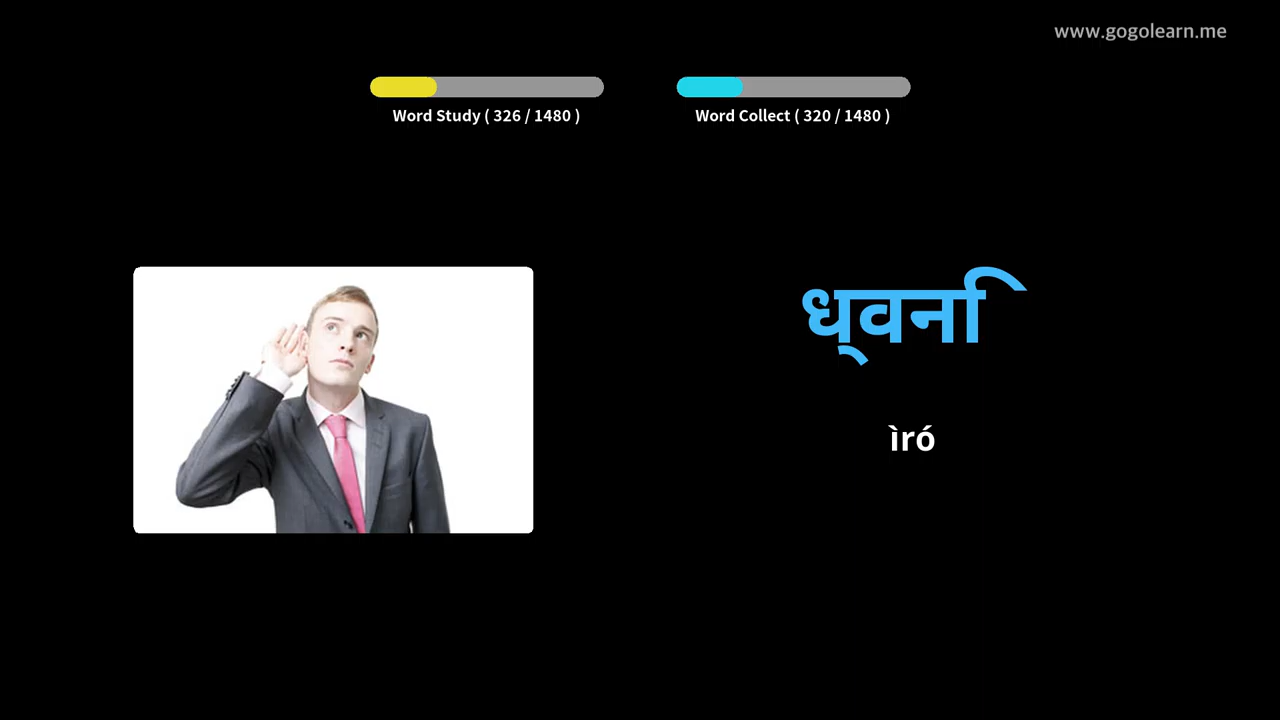 www.gogolearn.me
Word Study ( 326 / 1480 )
Word Collect ( 320 / 1480 )
ध्वनि
ìró